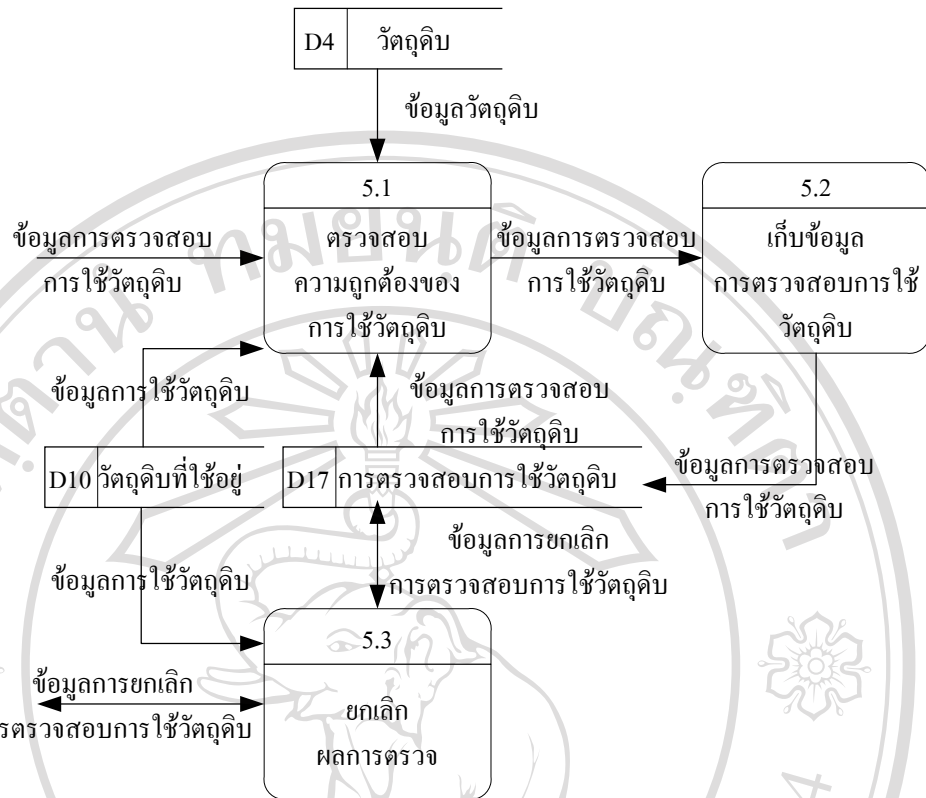 D4 วัตถุดิบ
ข้อมูลวัตถุดิบ
5.1
ตรวจสอบ
ความถูกต้องของ
การใช้วัตถุดิบ
5.2
เก็บข้อมูล
การตรวจสอบการใช้
วัตถุดิบ
ข้อมูลการตรวจสอบ
การใช้วัตถุดิบ
ข้อมูลการตรวจสอบ
การใช้วัตถุดิบ
ข้อมูลการใช้วัตถุดิบ
ข้อมูลการตรวจสอบ
การใช้วัตถุดิบ
D10 วัตถุดิบที่ใช้อยู่
D17 การตรวจสอบการใช้วัตถุดิบ
ข้อมูลการตรวจสอบ
การใช้วัตถุดิบ
ข้อมูลการใช้วัตถุดิบ
ข้อมูลการยกเลิก
การตรวจสอบการใช้วัตถุดิบ
5.3
ยกเลิก
ผลการตรวจ
ข้อมูลการยกเลิก
รตรวจสอบการใช้วัตถุดิบ